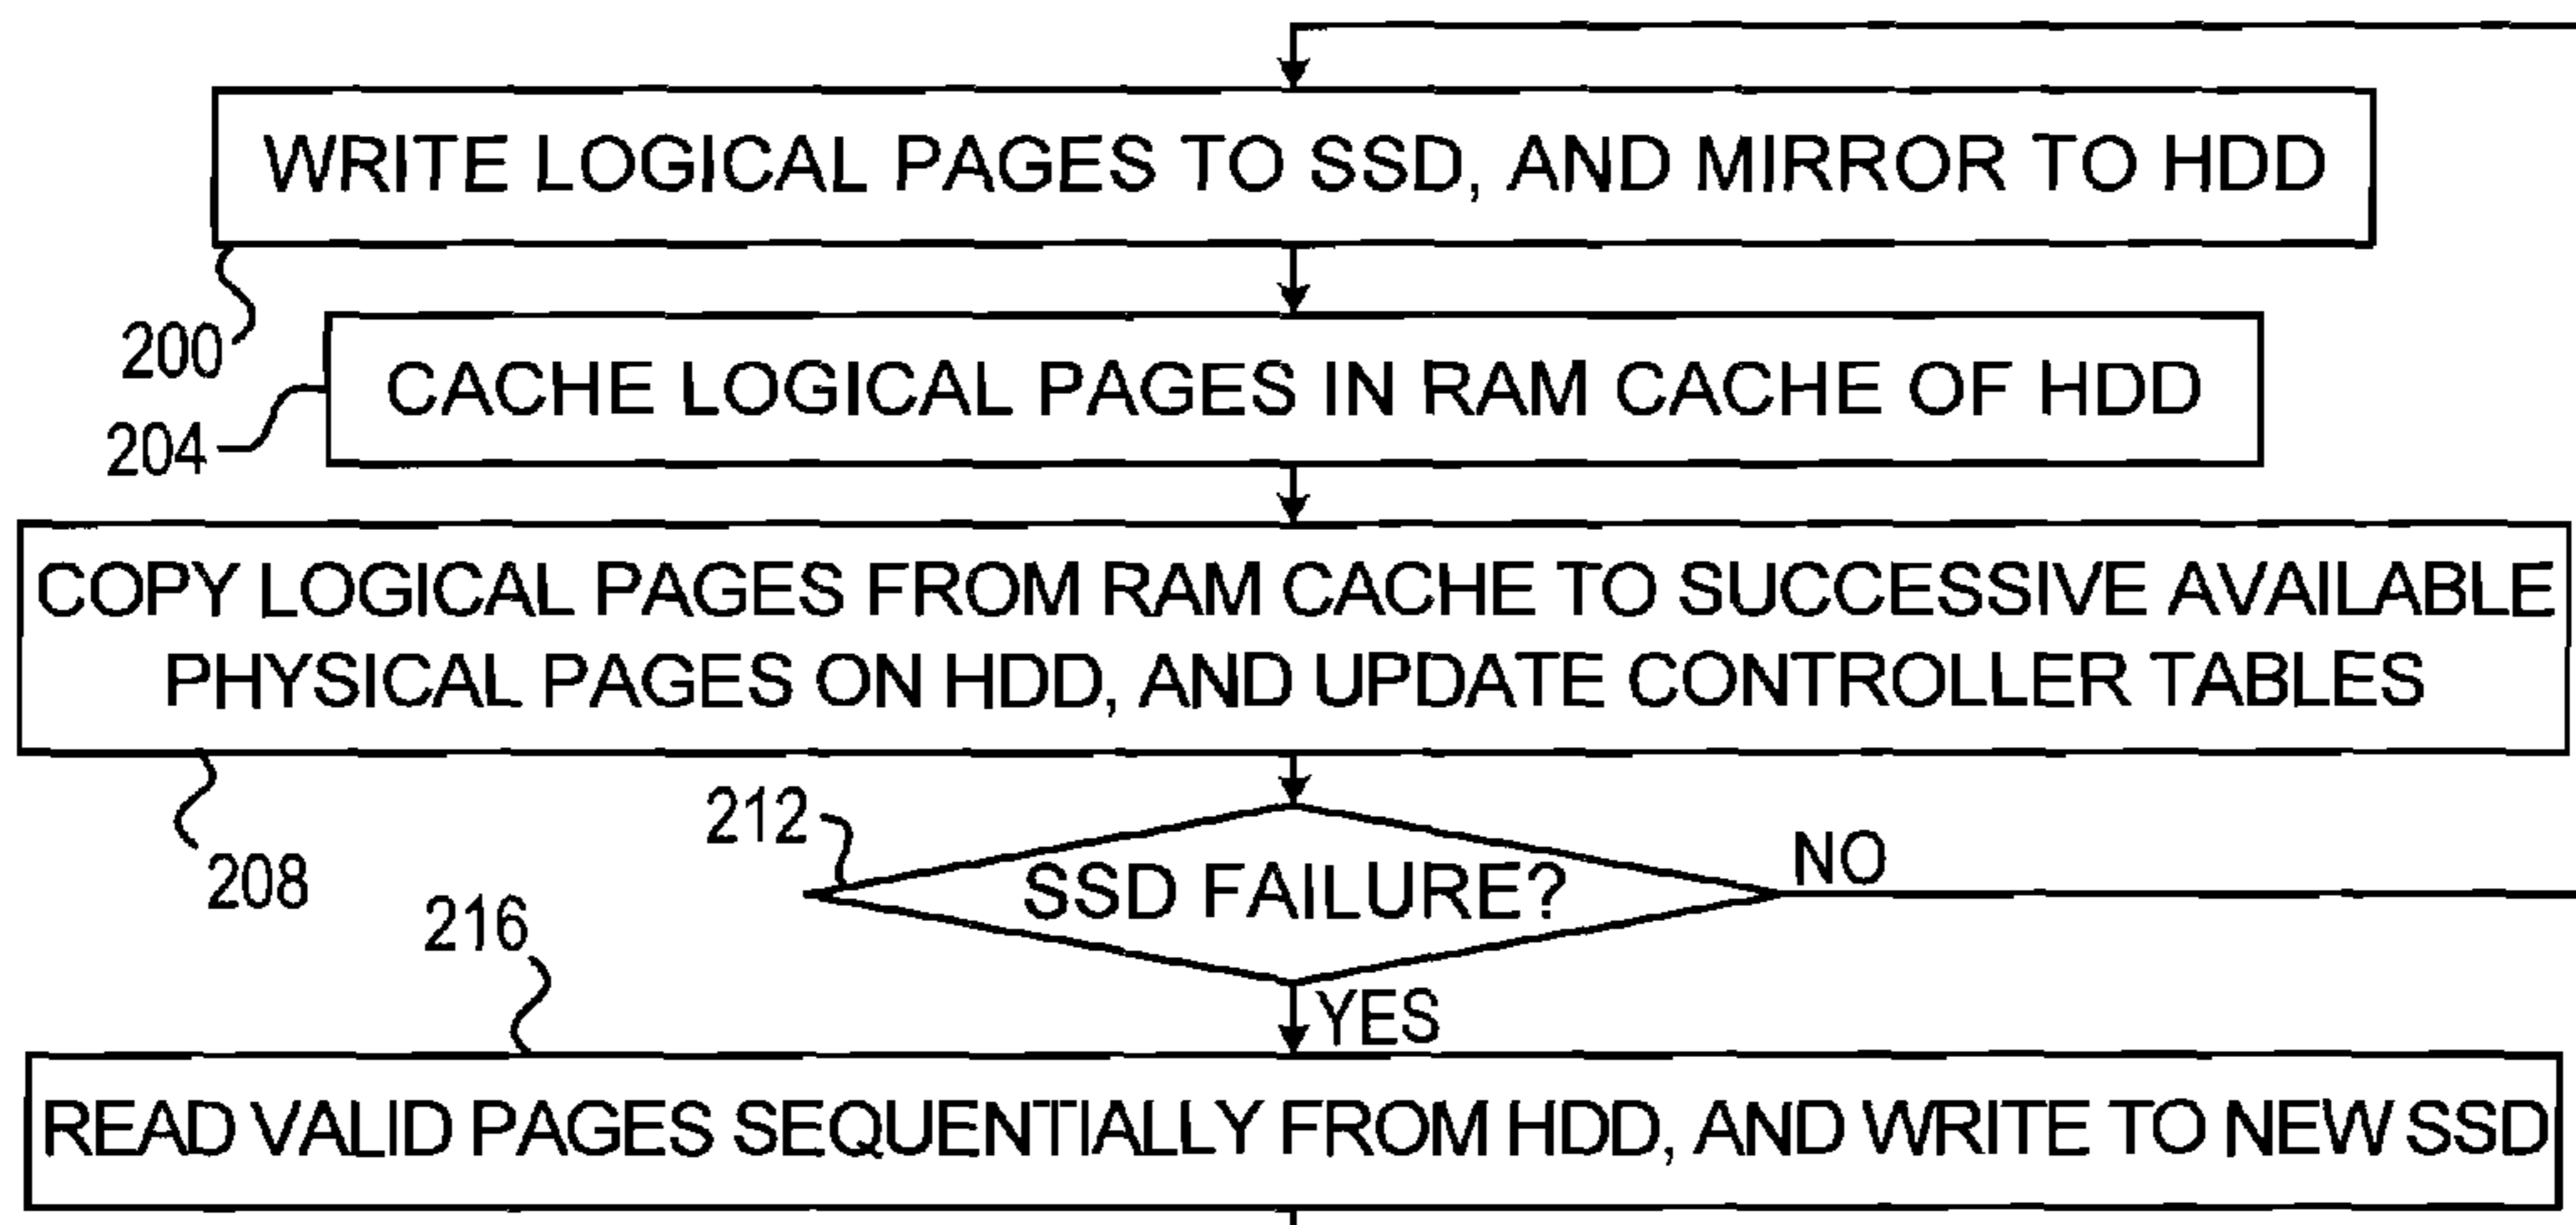 WRITE LOGICAL PAGES TO SSD, AND MIRROR TO HDD
200
CACHE LOGICAL PAGES IN RAM CACHE OF HDD
204
COPY LOGICAL PAGES FROM RAM CACHE TO SUCCESSIVE AVAILABLE
PHYSICAL PAGES ON HDD, AND UPDATE CONTROLLER TABLES
208
212
SSD FAILURE?
NO
YES
216
READ VALID PAGES SEQUENTIALLY FROM HDD, AND WRITE TO NEW SSD